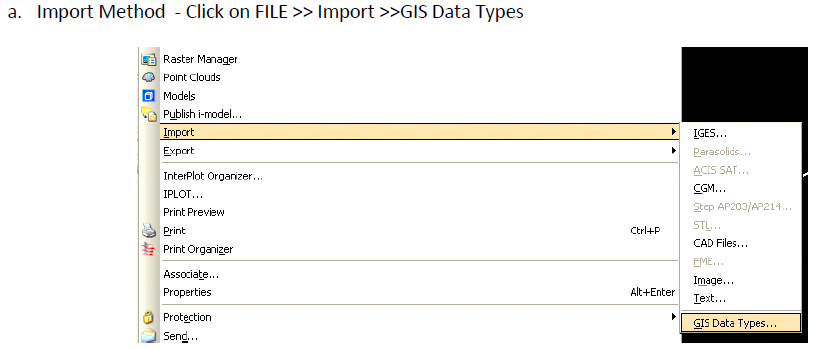 a. Import Method - Click on FILE >> Import >>GIS Data Types
Raster Manager
Point Clouds
Models
Publish i-model...
Import
Export
InterPlot Organizer...
IPLOT...
Print Preview
Print Ctrl+P
Print Organizer
Associate...
Properties Alt+Enter
Protection
Send...
IGES...
Parasolids...
ACIS SAT...
CGM...
Step AP203/AP214...
STL...
CAD Files...
FME...
Image...
Text...
GIS Data Types...